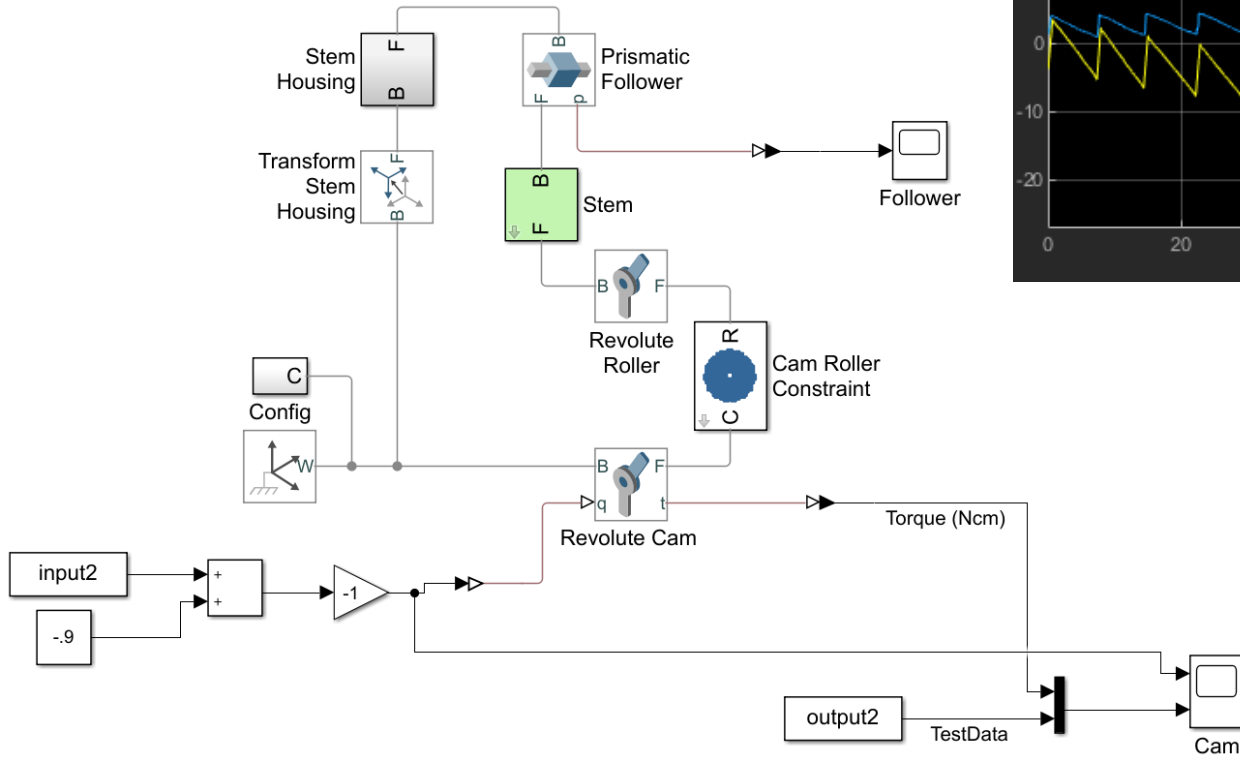 F
Stem
Housing
B
B
Prismatic
Follower
F
p
0
-10
-20
0
20
Transform
Stem
Housing
F
B
B
Stem
F
Follower
B
F
Revolute
Roller
R
Cam Roller
Constraint
C
C
Config
W
B
F
q
t
Revolute Cam
Torque (Ncm)
input2
+
+
-.9
-1
output2
TestData
Cam